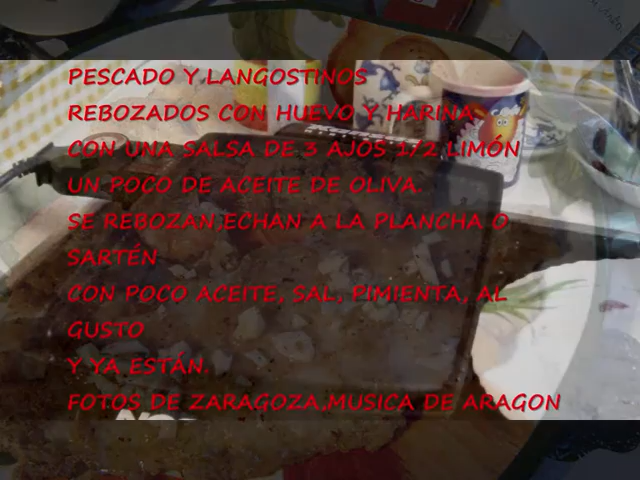 PESCADO Y LANGOSTINOS
REBOZADOS CON HUEVO Y HARINA
CON UNA SALSA DE 3 AJOS 1/2 LIMÓN
UN POCO DE ACEITE DE OLIVA.
SE REBOZAN,ECHAN A LA PLANCHA O
SARTÉN
CON POCO ACEITE, SAL, PIMIENTA, AL
GUSTO
Y YA ESTÁN.
FOTOS DE ZARAGOZA,MUSICA DE ARAGON